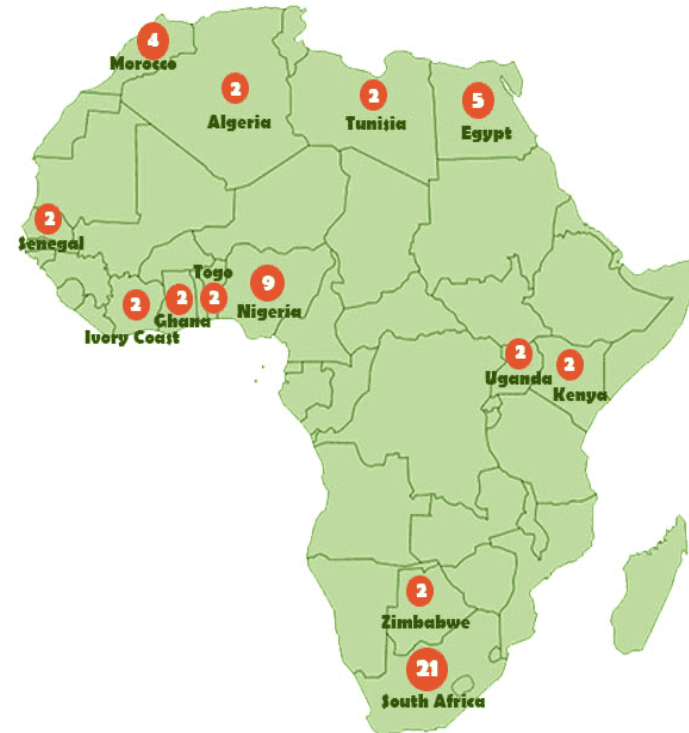 4
Morocco
2
Algeria
2
Tunisia
5
Egypt
2
Senegal
2
Ivory Coast
2
Ghana
Togo
2
9
Nigeria
2
Uganda
2
Kenya
2
Zimbabwe
21
South Africa